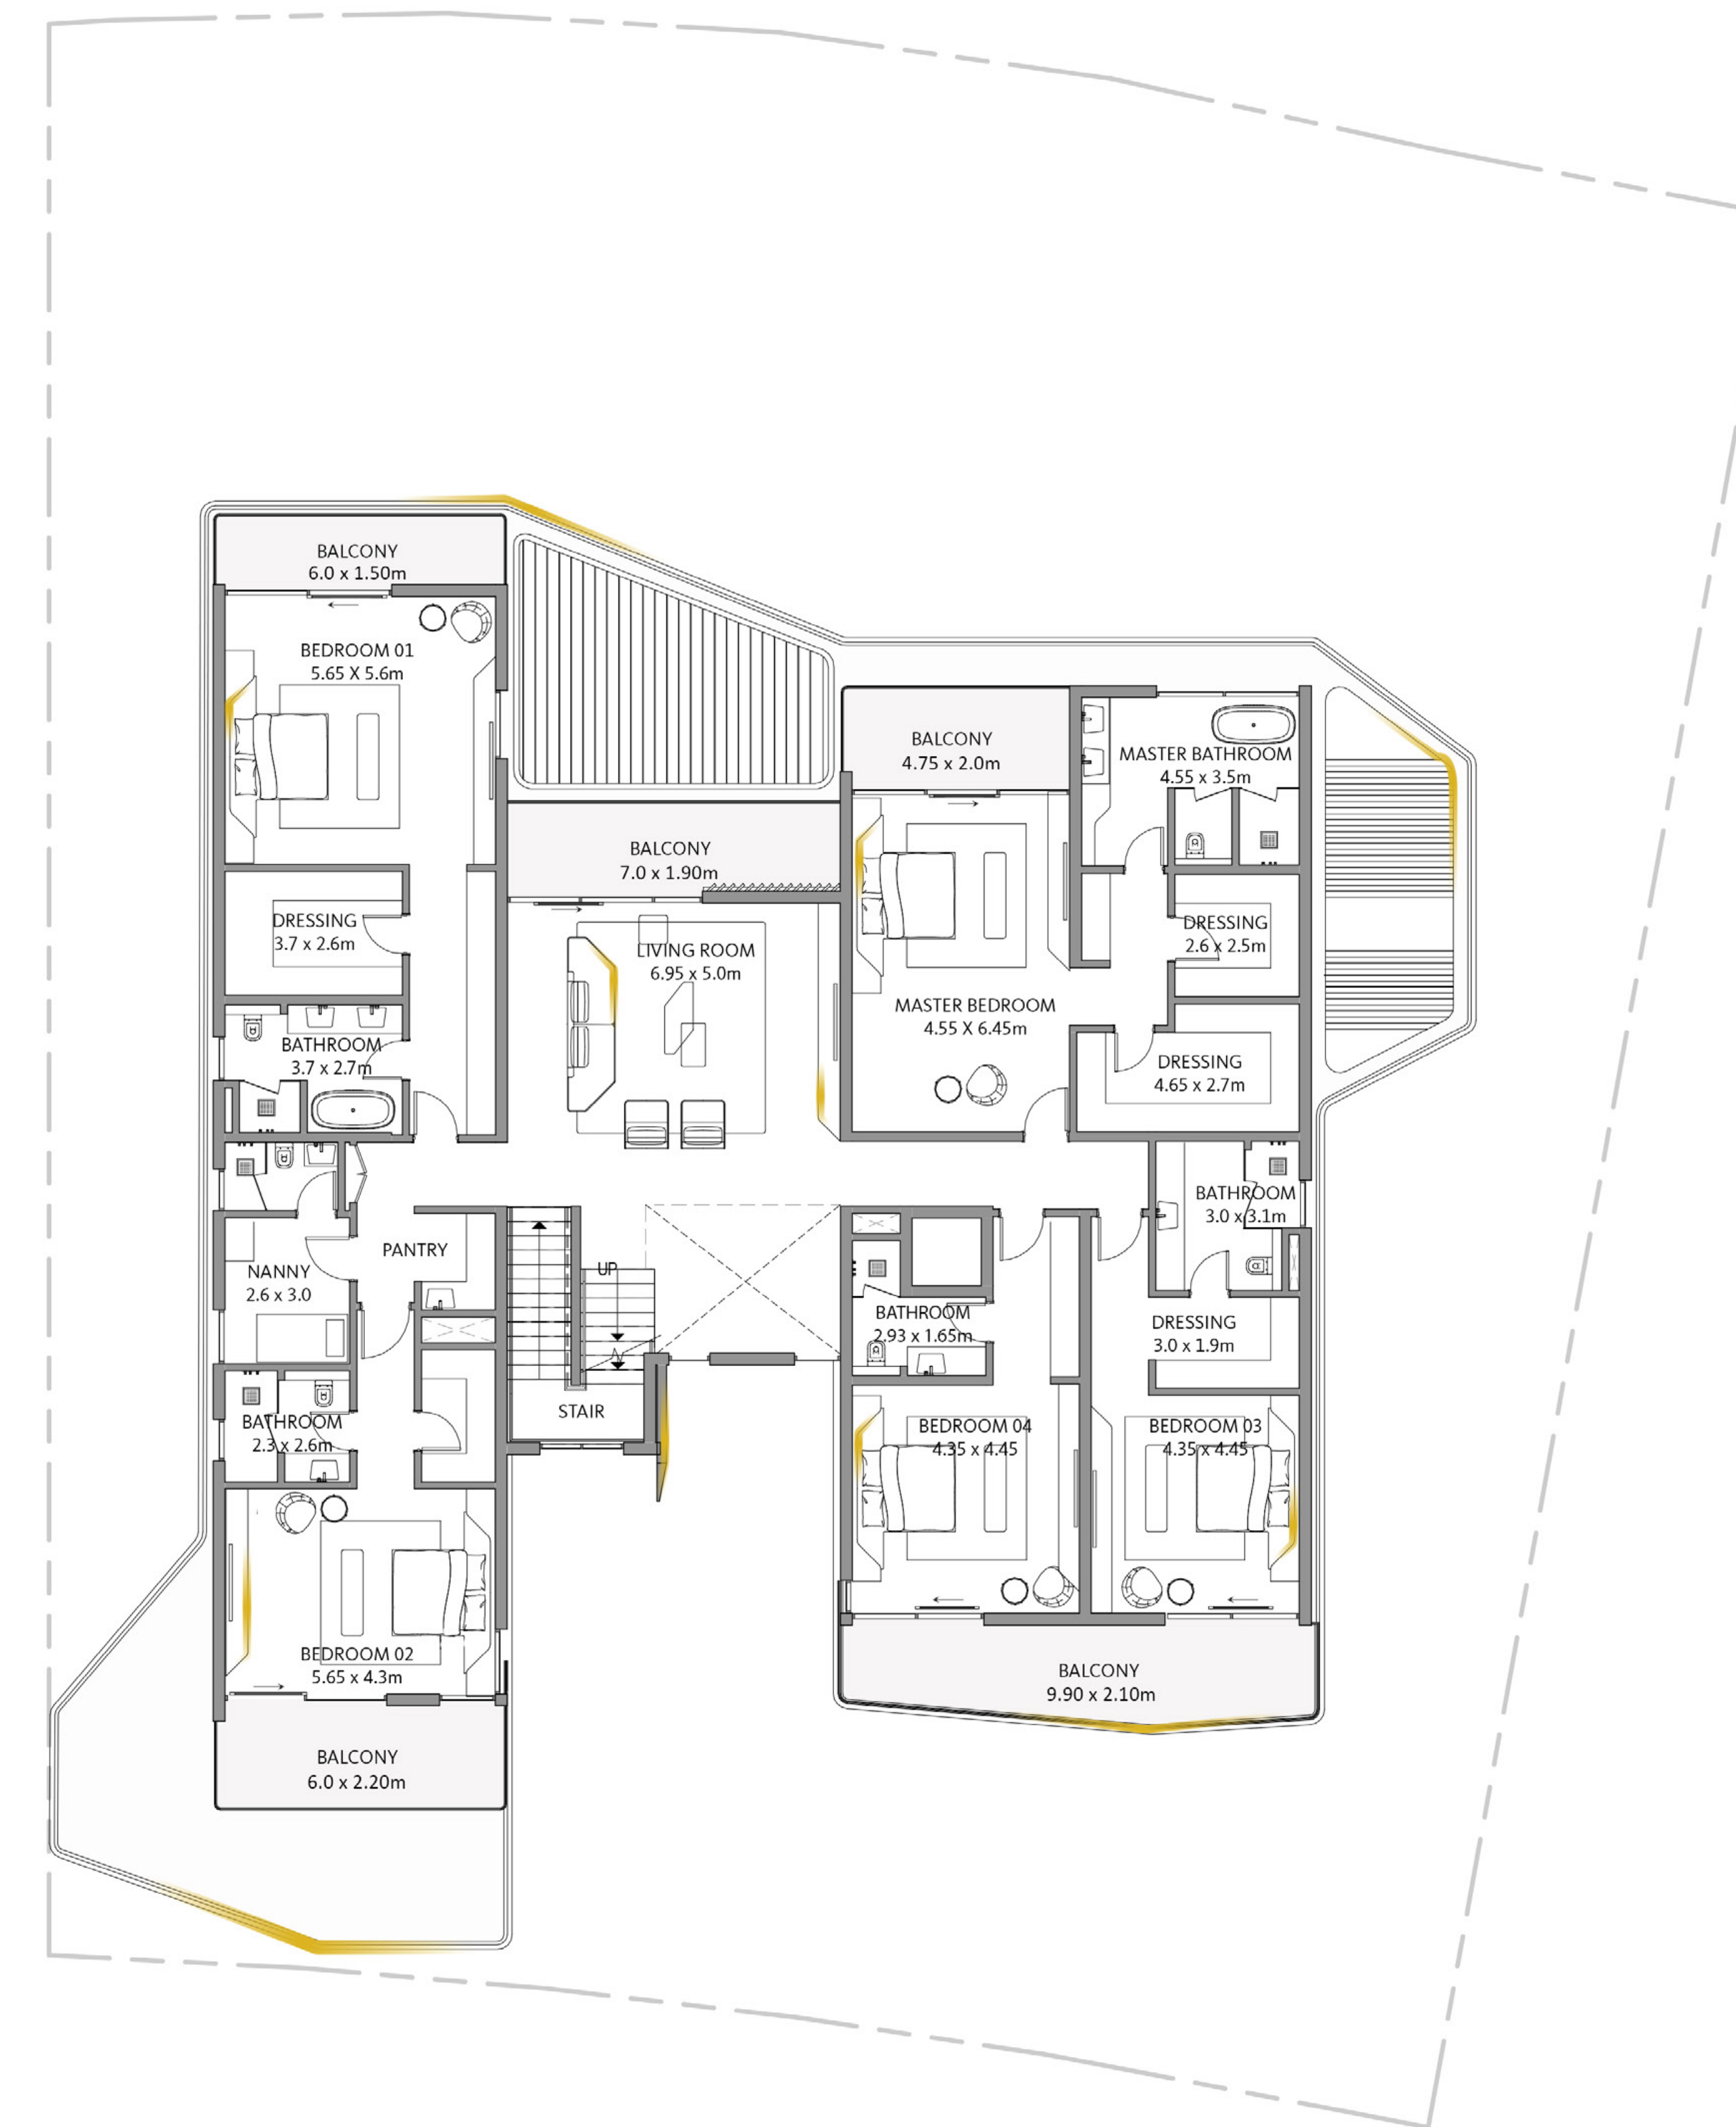 BALCONY
6.0 x 1.50m
BEDROOM 01
5.65 X 5.6m
BALCONY
4.75 x 2.0m
MASTER BATHROOM
4.55 x 3.5m
BALCONY
7.0 x 1.90m
DRESSING
3.7 x 2.6m
LIVING ROOM
6.95 x 5.0m
DRESSING
2.6 x 2.5m
MASTER BEDROOM
4.55 X 6.45m
BATHROOM
3.7 x 2.7m
DRESSING
4.65 x 2.7m
BATHROOM
3.0 x 3.1m
PANTRY
NANNY
2.6 x 3.0
UP
BATHROOM
2.93 x 1.65m
DRESSING
3.0 x 1.9m
STAIR
BATHROOM
2.3 x 2.6m
BEDROOM 04
4.35 x 4.45
BEDROOM 03
4.35 x 4.45
BEDROOM 02
5.65 x 4.3m
BALCONY
9.90 x 2.10m
BALCONY
6.0 x 2.20m